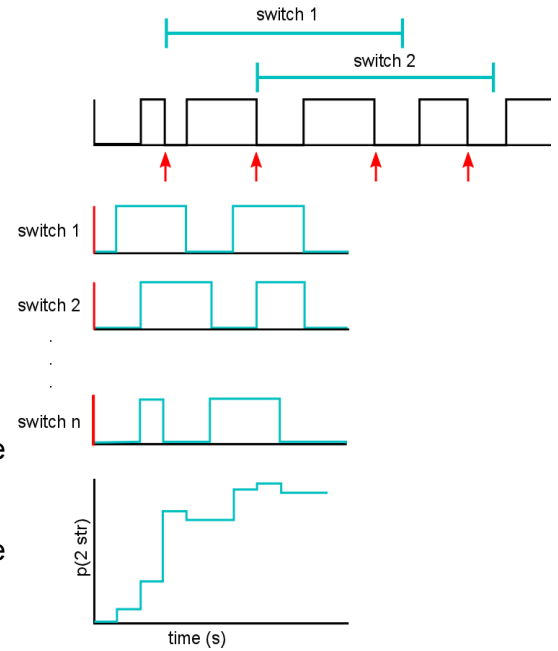 switch 1
switch 2
switch 1
switch 2
.
.
.
switch n
e
e
p(2 str)
time (s)